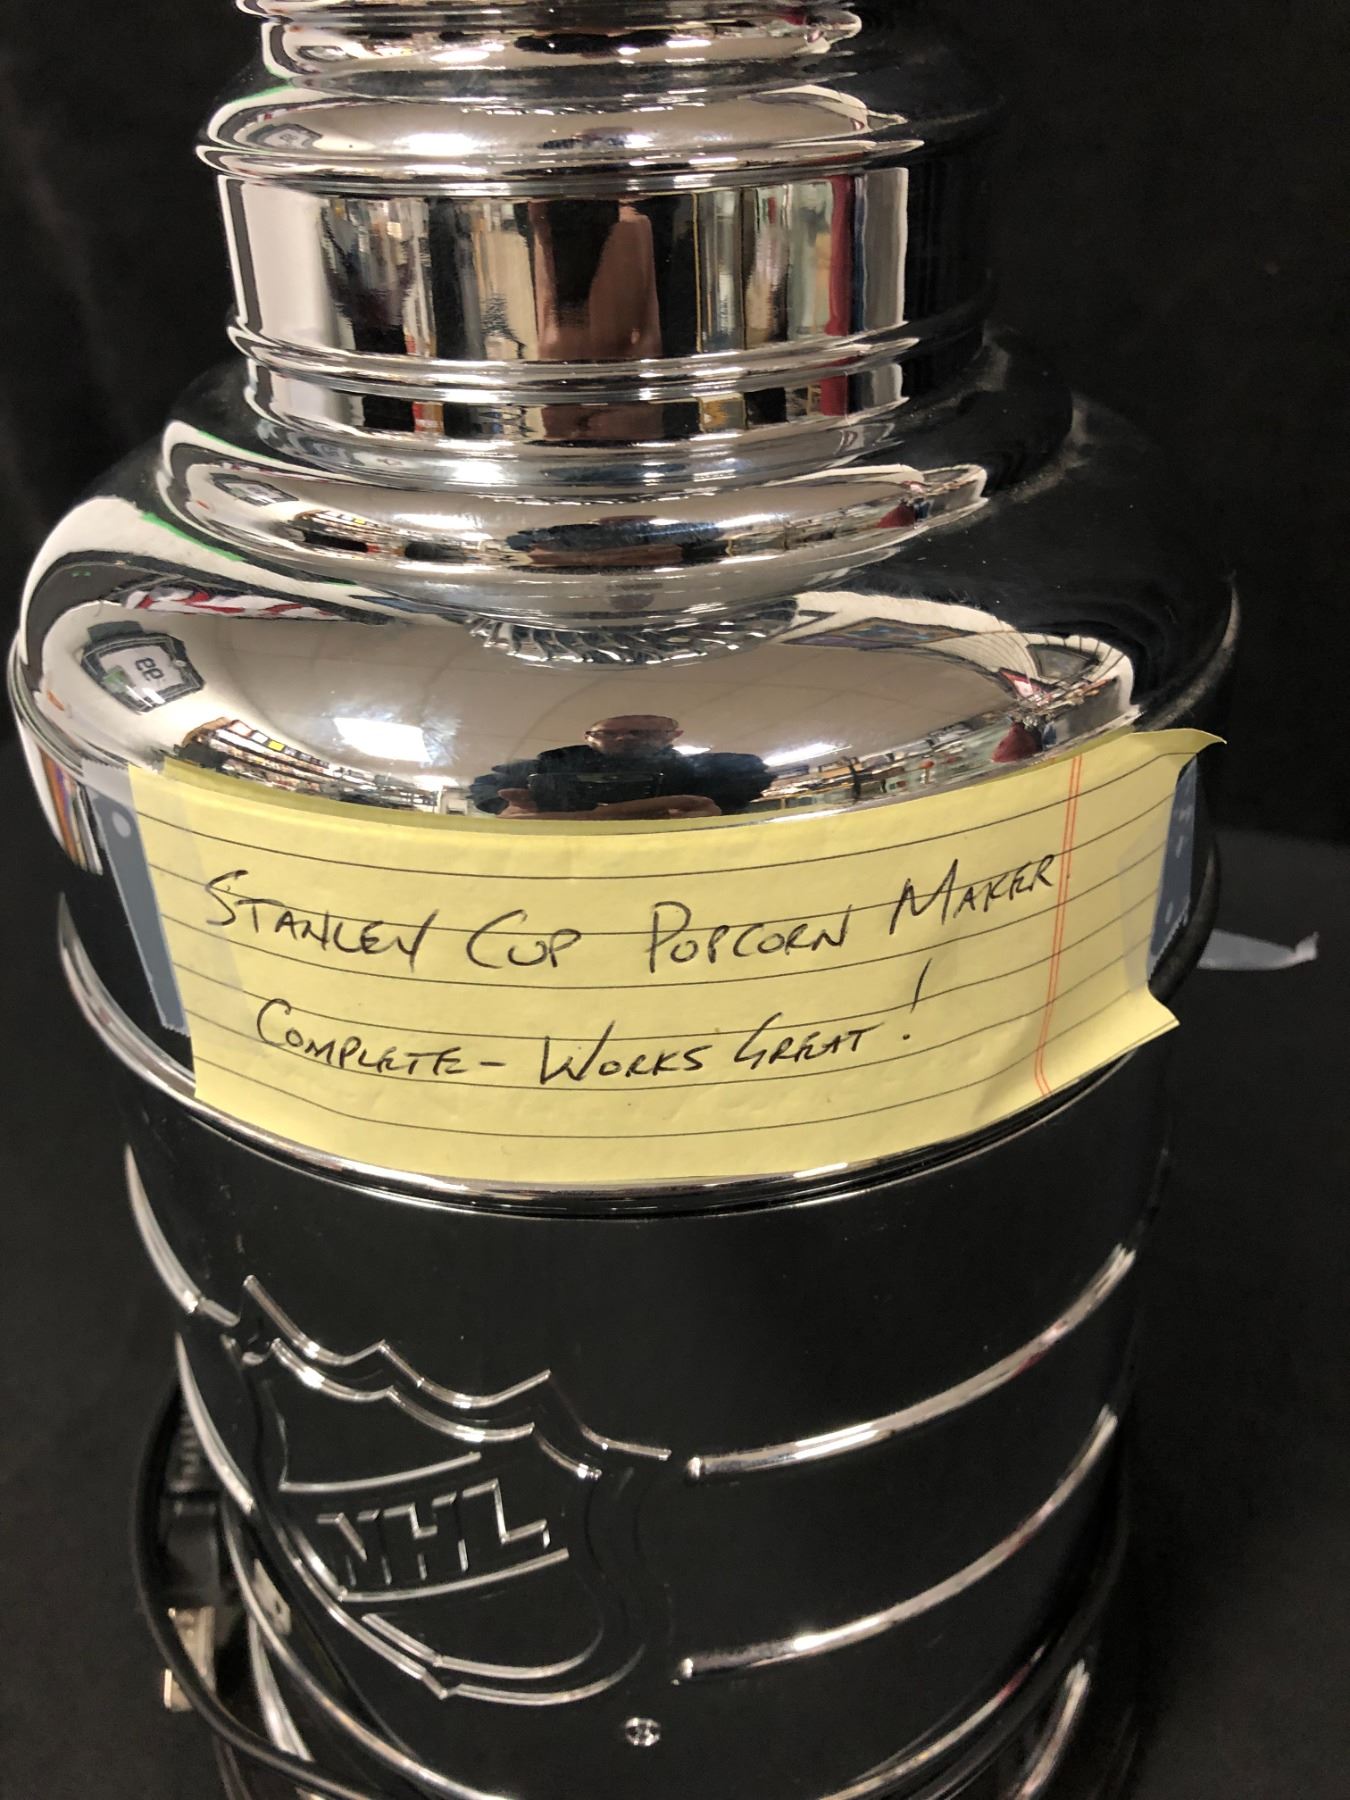 STANLEY CUP POPCORN MAKER
COMPLETE - WORKS GREAT!
NHL